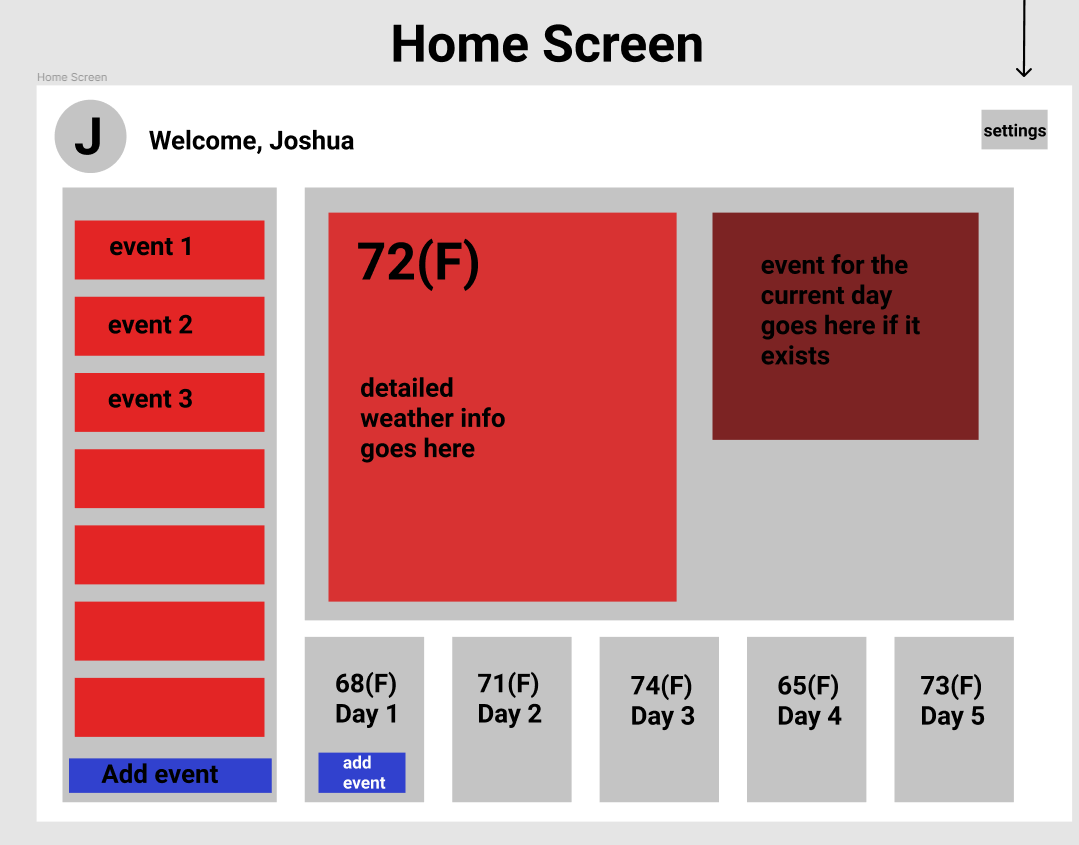 Home Screen
Home Screen
J
Welcome, Joshua
settings
event 1
event 2
event 3
Add event
72(F)
detailed
weather info
goes here
event for the
current day
goes here if it
exists
68(F)
Day 1
add
event
71(F)
Day 2
74(F)
Day 3
65(F)
Day 4
73(F)
Day 5